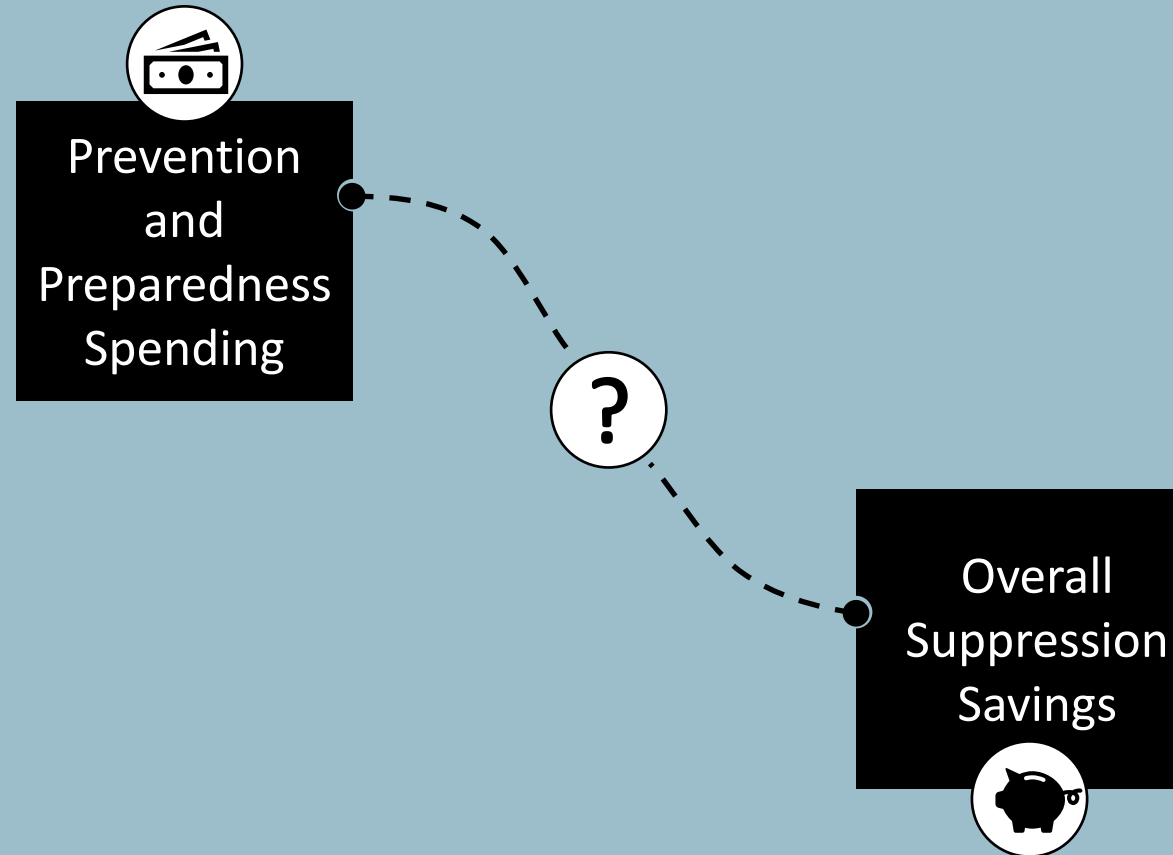 Prevention
and
Preparedness
Spending
?
Overall
Suppression
Savings